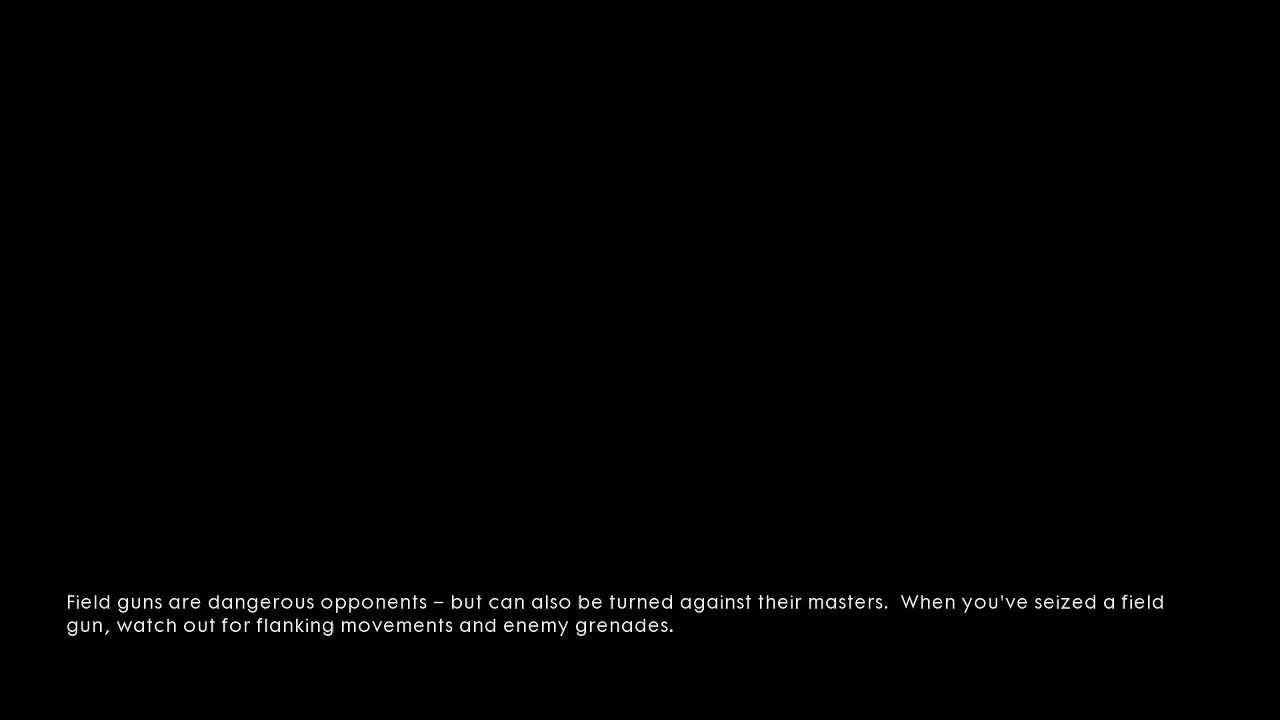 Field guns are dangerous opponents – but can also be turned against their masters.  When you've seized a field
gun, watch out for flanking movements and enemy grenades.